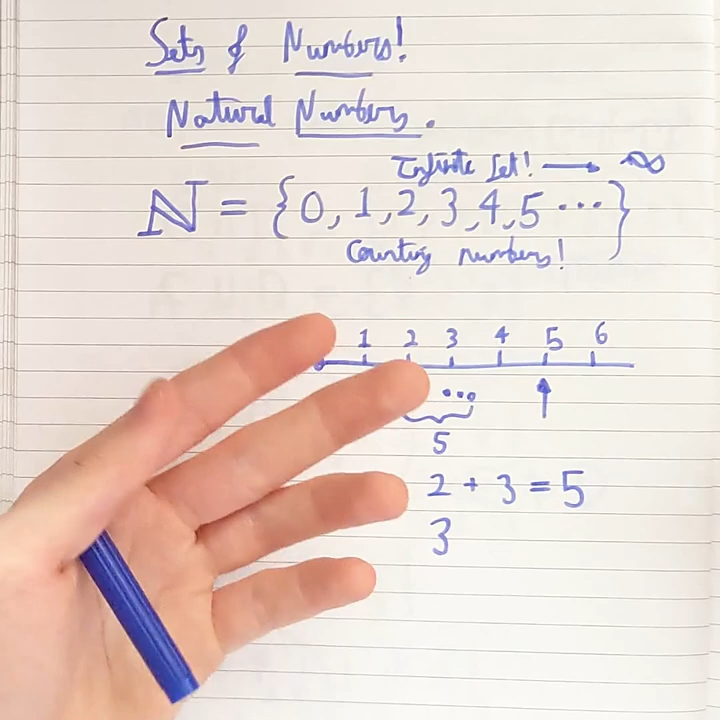 Sets of Numbers!
Natural Numbers.
Infinite Set! → ∞
ℕ = {0, 1, 2, 3, 4, 5 ...}
Counting numbers!
1 2 3 4 5 6
5
2 + 3 = 5
3